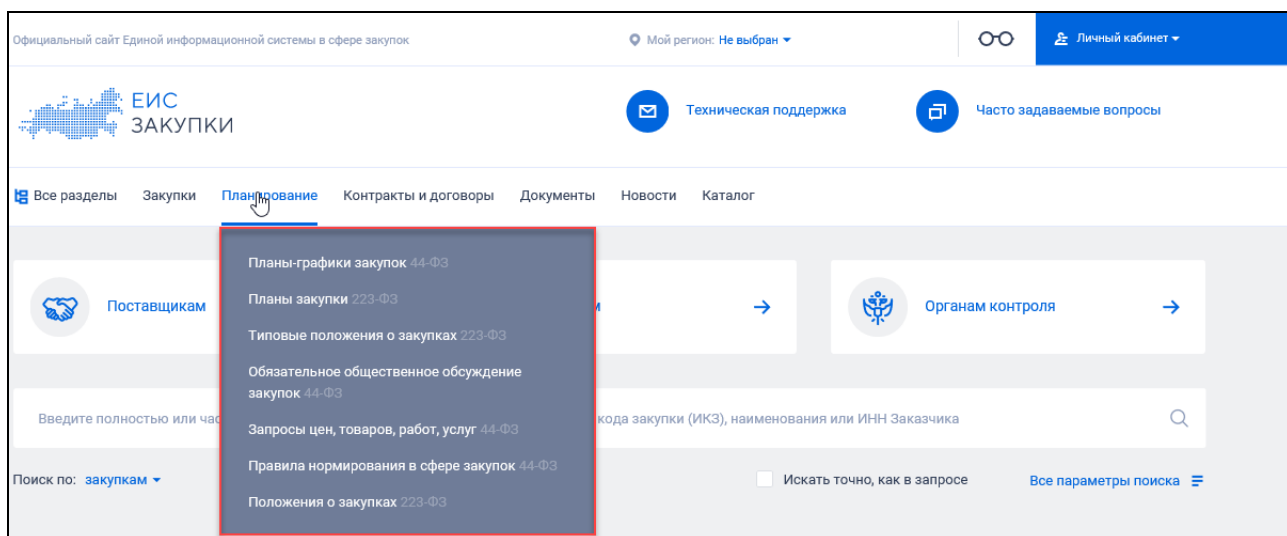 Официальный сайт Единой информационной системы в сфере закупок
Мой регион: Не выбран
Личный кабинет
ЕИС
ЗАКУПКИ
Техническая поддержка
Часто задаваемые вопросы
Все разделы Закупки Планирование Контракты и договоры Документы Новости Каталог
Планы-графики закупок 44-ФЗ
Планы закупки 223-ФЗ
Типовые положения о закупках 223-ФЗ
Обязательное общественное обсуждение
закупок 44-ФЗ
Запросы цен, товаров, работ, услуг 44-ФЗ
Правила нормирования в сфере закупок 44-ФЗ
Положения о закупках 223-ФЗ
Поставщикам
Органам контроля
Введите полностью или час
кода закупки (ИКЗ), наименования или ИНН Заказчика
Поиск по: закупкам
Искать точно, как в запросе
Все параметры поиска